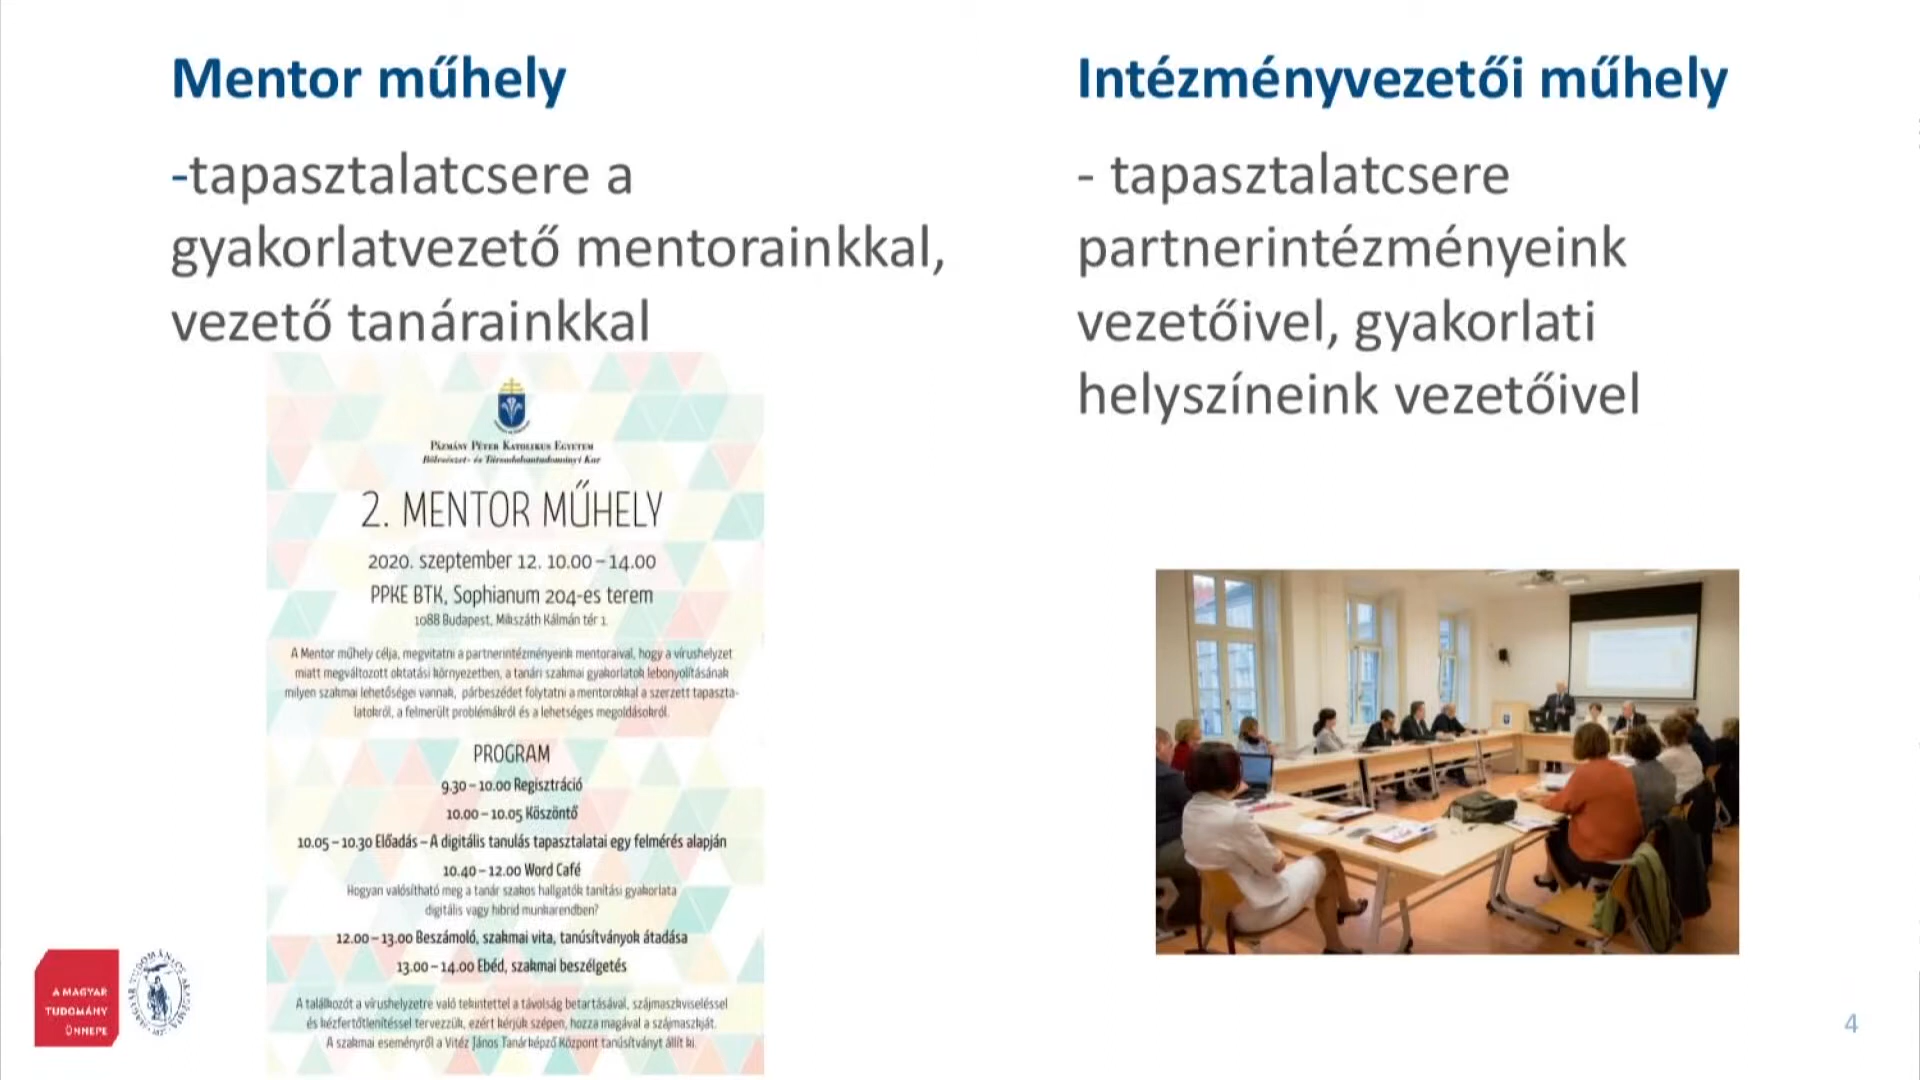 Mentor műhely
-tapasztalatcsere a
gyakorlatvezető mentorainkkal,
vezető tanárainkkal
PÁZMÁNY PÉTER KATOLIKUS EGYETEM
Bölcsészet- és Társadalomtudományi Kar
2. MENTOR MŰHELY
2020. szeptember 12. 10.00 – 14.00
PPKE BTK, Sophianum 204-es terem
1088 Budapest, Mikszáth Kálmán tér 1.
A Mentor műhely célja, megvitatni a partnerintézményeink mentoraival, hogy a vírushelyzet
miatt megváltozott oktatási környezetben, a tanári szakmai gyakorlatok lebonyolításának
milyen szakmai lehetőségei vannak, párbeszédet folytatni a mentorokkal a szerzett tapaszta-
latokról, a felmerült problémákról és a lehetséges megoldásokról.
PROGRAM
9.30 – 10.00 Regisztráció
10.00 – 10.05 Köszöntő
10.05 – 10.30 Előadás – A digitális tanulás tapasztalatai egy felmérés alapján
10.40 – 12.00 Word Café
Hogyan valósítható meg a tanár szakos hallgatók tanítási gyakorlata
digitális vagy hibrid munkarendben?
12.00 – 13.00 Beszámoló, szakmai vita, tanúsítványok átadása
13.00 – 14.00 Ebéd, szakmai beszélgetés
A találkozót a vírushelyzetre való tekintettel a távolság betartásával, szájmaszkviseléssel
és kézfertőtlenítéssel tervezzük, ezért kérjük szépen, hozza magával a szájmaszkját.
A szakmai eseményről a Vitéz János Tanárképző Központ tanúsítványt állít ki.
Intézményvezetői műhely
- tapasztalatcsere
partnerintézményeink
vezetőivel, gyakorlati
helyszíneink vezetőivel
A MAGYAR
TUDOMÁNY
ÜNNEPE
MAGYAR TUDOMÁNYOS AKADÉMIA
4